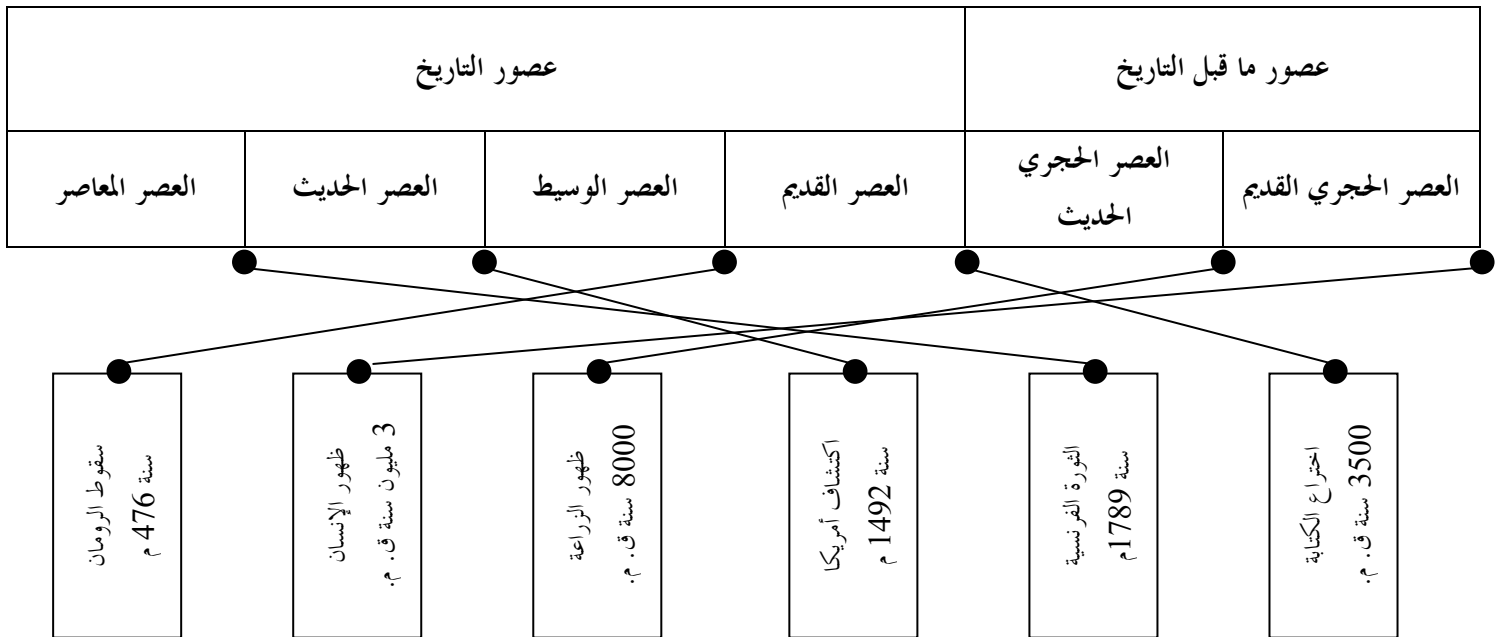 عصور ما قبل التاريخ
عصور التاريخ
العصر الحجري القديم
العصر الحجري
الحديث
العصر القديم
العصر الوسيط
العصر الحديث
العصر المعاصر
اختراع الكتابة
3500 سنة ق. م.
الثورة الفرنسية
سنة 1789م
اكتشاف أمريكا
سنة 1492 م
ظهور الزراعة
8000 سنة ق. م.
ظهور الإنسان
3 مليون سنة ق. م.
سقوط الرومان
سنة 476 م